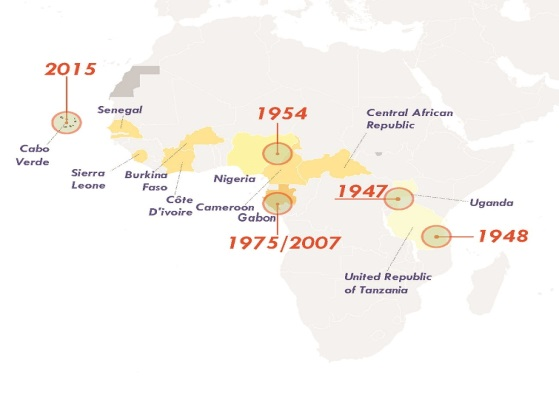 2015
Senegal
1954
Central African
Republic
Cabo
Verde
Sierra
Leone
Burkina
Faso
Nigeria
Côte
D'ivoire
Cameroon
Gabon
1947
Uganda
1975/2007
1948
United Republic
of Tanzania